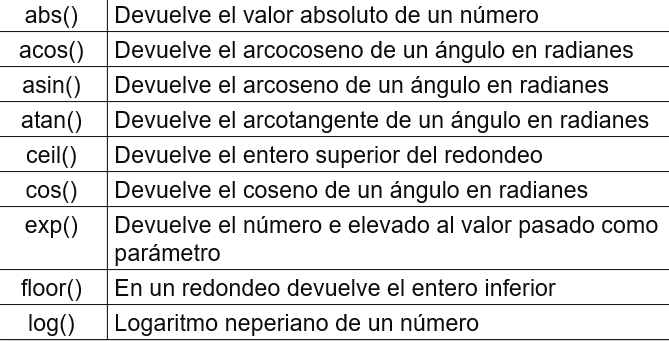 abs() Devuelve el valor absoluto de un número
acos() Devuelve el arcocoseno de un ángulo en radianes
asin() Devuelve el arcoseno de un ángulo en radianes
atan() Devuelve el arcotangente de un ángulo en radianes
ceil() Devuelve el entero superior del redondeo
cos() Devuelve el coseno de un ángulo en radianes
exp() Devuelve el número e elevado al valor pasado como
parámetro
floor() En un redondeo devuelve el entero inferior
log() Logaritmo neperiano de un número